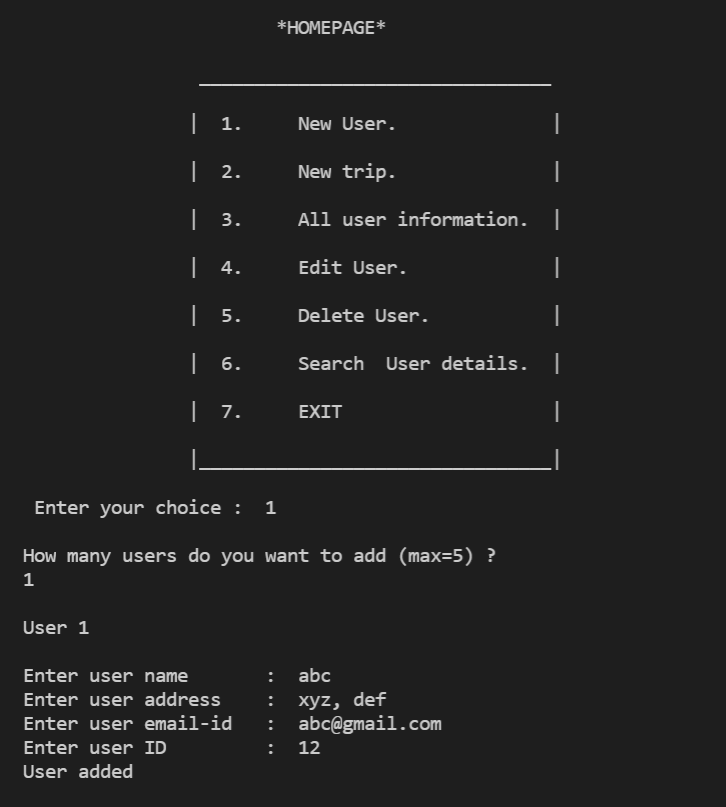 *HOMEPAGE*
________________________________
|  1.     New User.              |
|  2.     New trip.              |
|  3.     All user information.  |
|  4.     Edit User.             |
|  5.     Delete User.           |
|  6.     Search  User details.  |
|  7.     EXIT                   |
|________________________________|
Enter your choice :  1
How many users do you want to add (max=5) ?
1
User 1
Enter user name       :  abc
Enter user address    :  xyz, def
Enter user email-id   :  abc@gmail.com
Enter user ID         :  12
User added